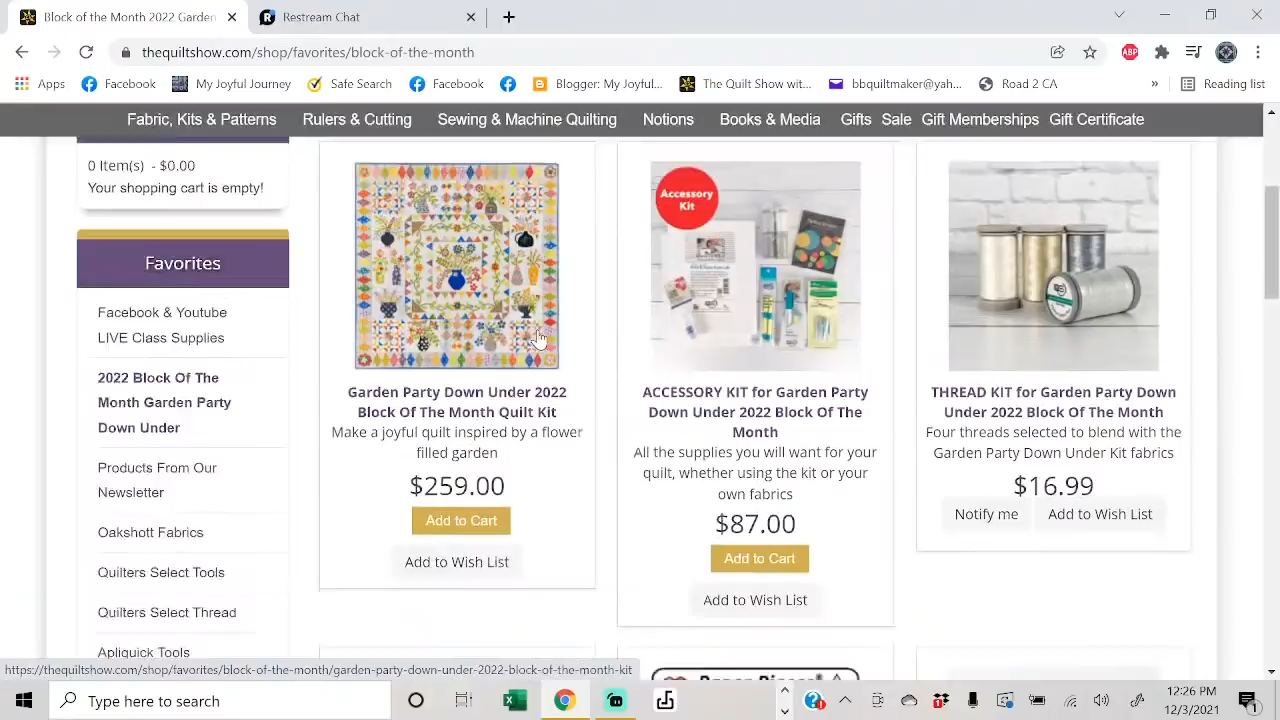 Block of the Month 2022 Garden
Restream Chat
thequiltshow.com/shop/favorites/block-of-the-month
ABP
Apps
Facebook
My Joyful Journey
Safe Search
Facebook
Blogger: My Joyful...
The Quilt Show wit...
bbquiltmaker@yah...
Road 2 CA
»
Reading list
Fabric, Kits & Patterns
Rulers & Cutting
Sewing & Machine Quilting
Notions
Books & Media
Gifts
Sale
Gift Memberships
Gift Certificate
0 Item(s) - $0.00
Your shopping cart is empty!
Favorites
Facebook & Youtube
LIVE Class Supplies
2022 Block Of The
Month Garden Party
Down Under
Products From Our
Newsletter
Oakshott Fabrics
Quilters Select Tools
Quilters Select Thread
Apliquick Tools
Garden Party Down Under 2022
Block Of The Month Quilt Kit
Make a joyful quilt inspired by a flower
filled garden
$259.00
Add to Cart
Add to Wish List
Accessory
Kit
ACCESSORY KIT for Garden Party
Down Under 2022 Block Of The
Month
All the supplies you will want for your
quilt, whether using the kit or your
own fabrics
$87.00
Add to Cart
Add to Wish List
THREAD KIT for Garden Party Down
Under 2022 Block Of The Month
Four threads selected to blend with the
Garden Party Down Under Kit fabrics
$16.99
Notify me
Add to Wish List
https://thequiltshow.com/shop/favorites/block-of-the-month/garden-party-down-under-2022-block-of-the-month-kit
Type here to search
12:26 PM
12/3/2021